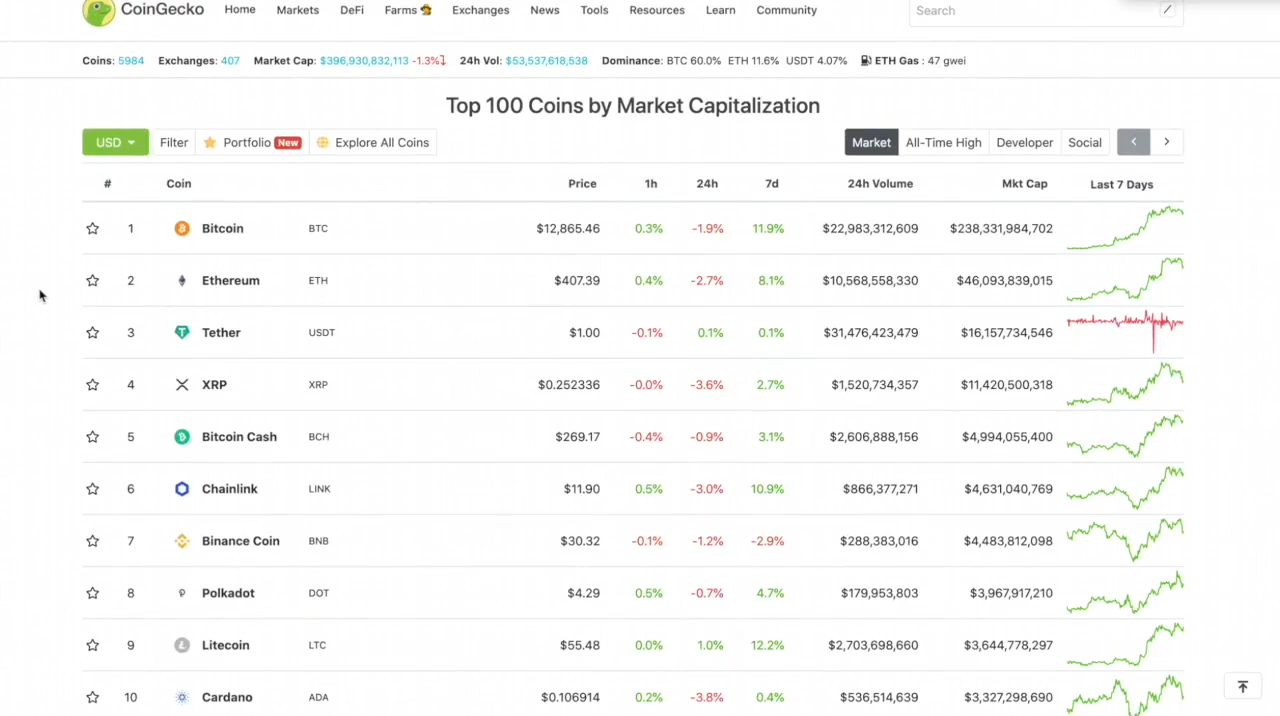 CoinGecko Home Markets DeFi Farms Exchanges News Tools Resources Learn Community Search
Coins: 5984 Exchanges: 407 Market Cap: $396,930,832,113 -1.3% 24h Vol: $53,537,618,538 Dominance: BTC 60.0% ETH 11.6% USDT 4.07% ETH Gas : 47 gwei
Top 100 Coins by Market Capitalization
USD Filter Portfolio New Explore All Coins Market All-Time High Developer Social
# Coin Price 1h 24h 7d 24h Volume Mkt Cap Last 7 Days
1 Bitcoin BTC $12,865.46 0.3% -1.9% 11.9% $22,983,312,609 $238,331,984,702
2 Ethereum ETH $407.39 0.4% -2.7% 8.1% $10,568,558,330 $46,093,839,015
3 Tether USDT $1.00 -0.1% 0.1% 0.1% $31,476,423,479 $16,157,734,546
4 XRP XRP $0.252336 -0.0% -3.6% 2.7% $1,520,734,357 $11,420,500,318
5 Bitcoin Cash BCH $269.17 -0.4% -0.9% 3.1% $2,606,888,156 $4,994,055,400
6 Chainlink LINK $11.90 0.5% -3.0% 10.9% $866,377,271 $4,631,040,769
7 Binance Coin BNB $30.32 -0.1% -1.2% -2.9% $288,383,016 $4,483,812,098
8 Polkadot DOT $4.29 0.5% -0.7% 4.7% $179,953,803 $3,967,917,210
9 Litecoin LTC $55.48 0.0% 1.0% 12.2% $2,703,698,660 $3,644,778,297
10 Cardano ADA $0.106914 0.2% -3.8% 0.4% $536,514,639 $3,327,298,690